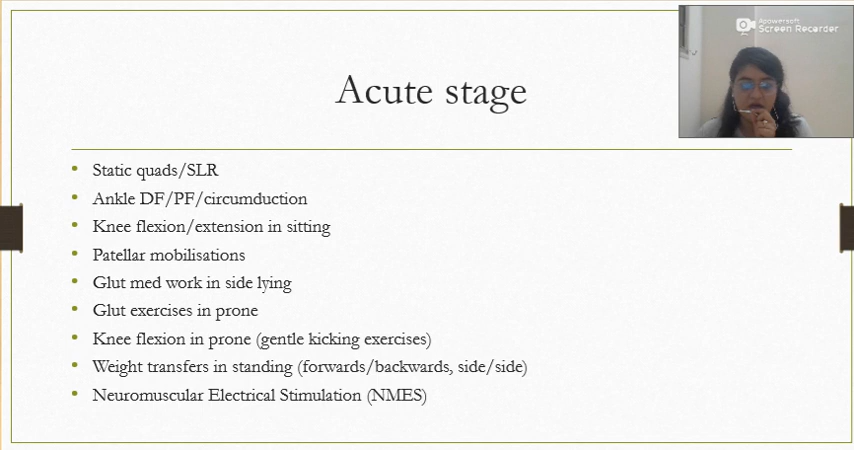 Apowersoft
Screen Recorder
Acute stage
Static quads/SLR
Ankle DF/PF/circumduction
Knee flexion/extension in sitting
Patellar mobilisations
Glut med work in side lying
Glut exercises in prone
Knee flexion in prone (gentle kicking exercises)
Weight transfers in standing (forwards/backwards, side/side)
Neuromuscular Electrical Stimulation (NMES)